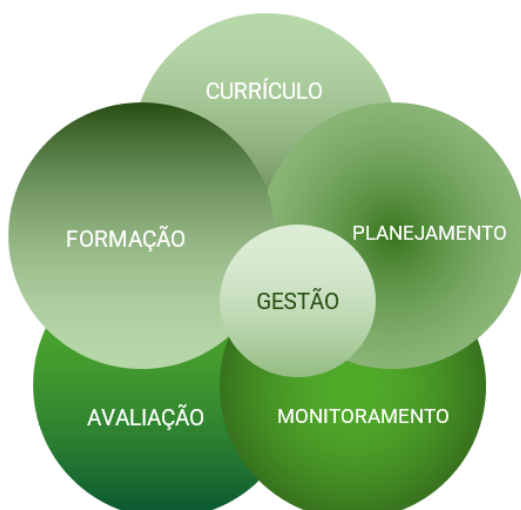 CURRÍCULO
FORMAÇÃO
PLANEJAMENTO
GESTÃO
AVALIAÇÃO
MONITORAMENTO